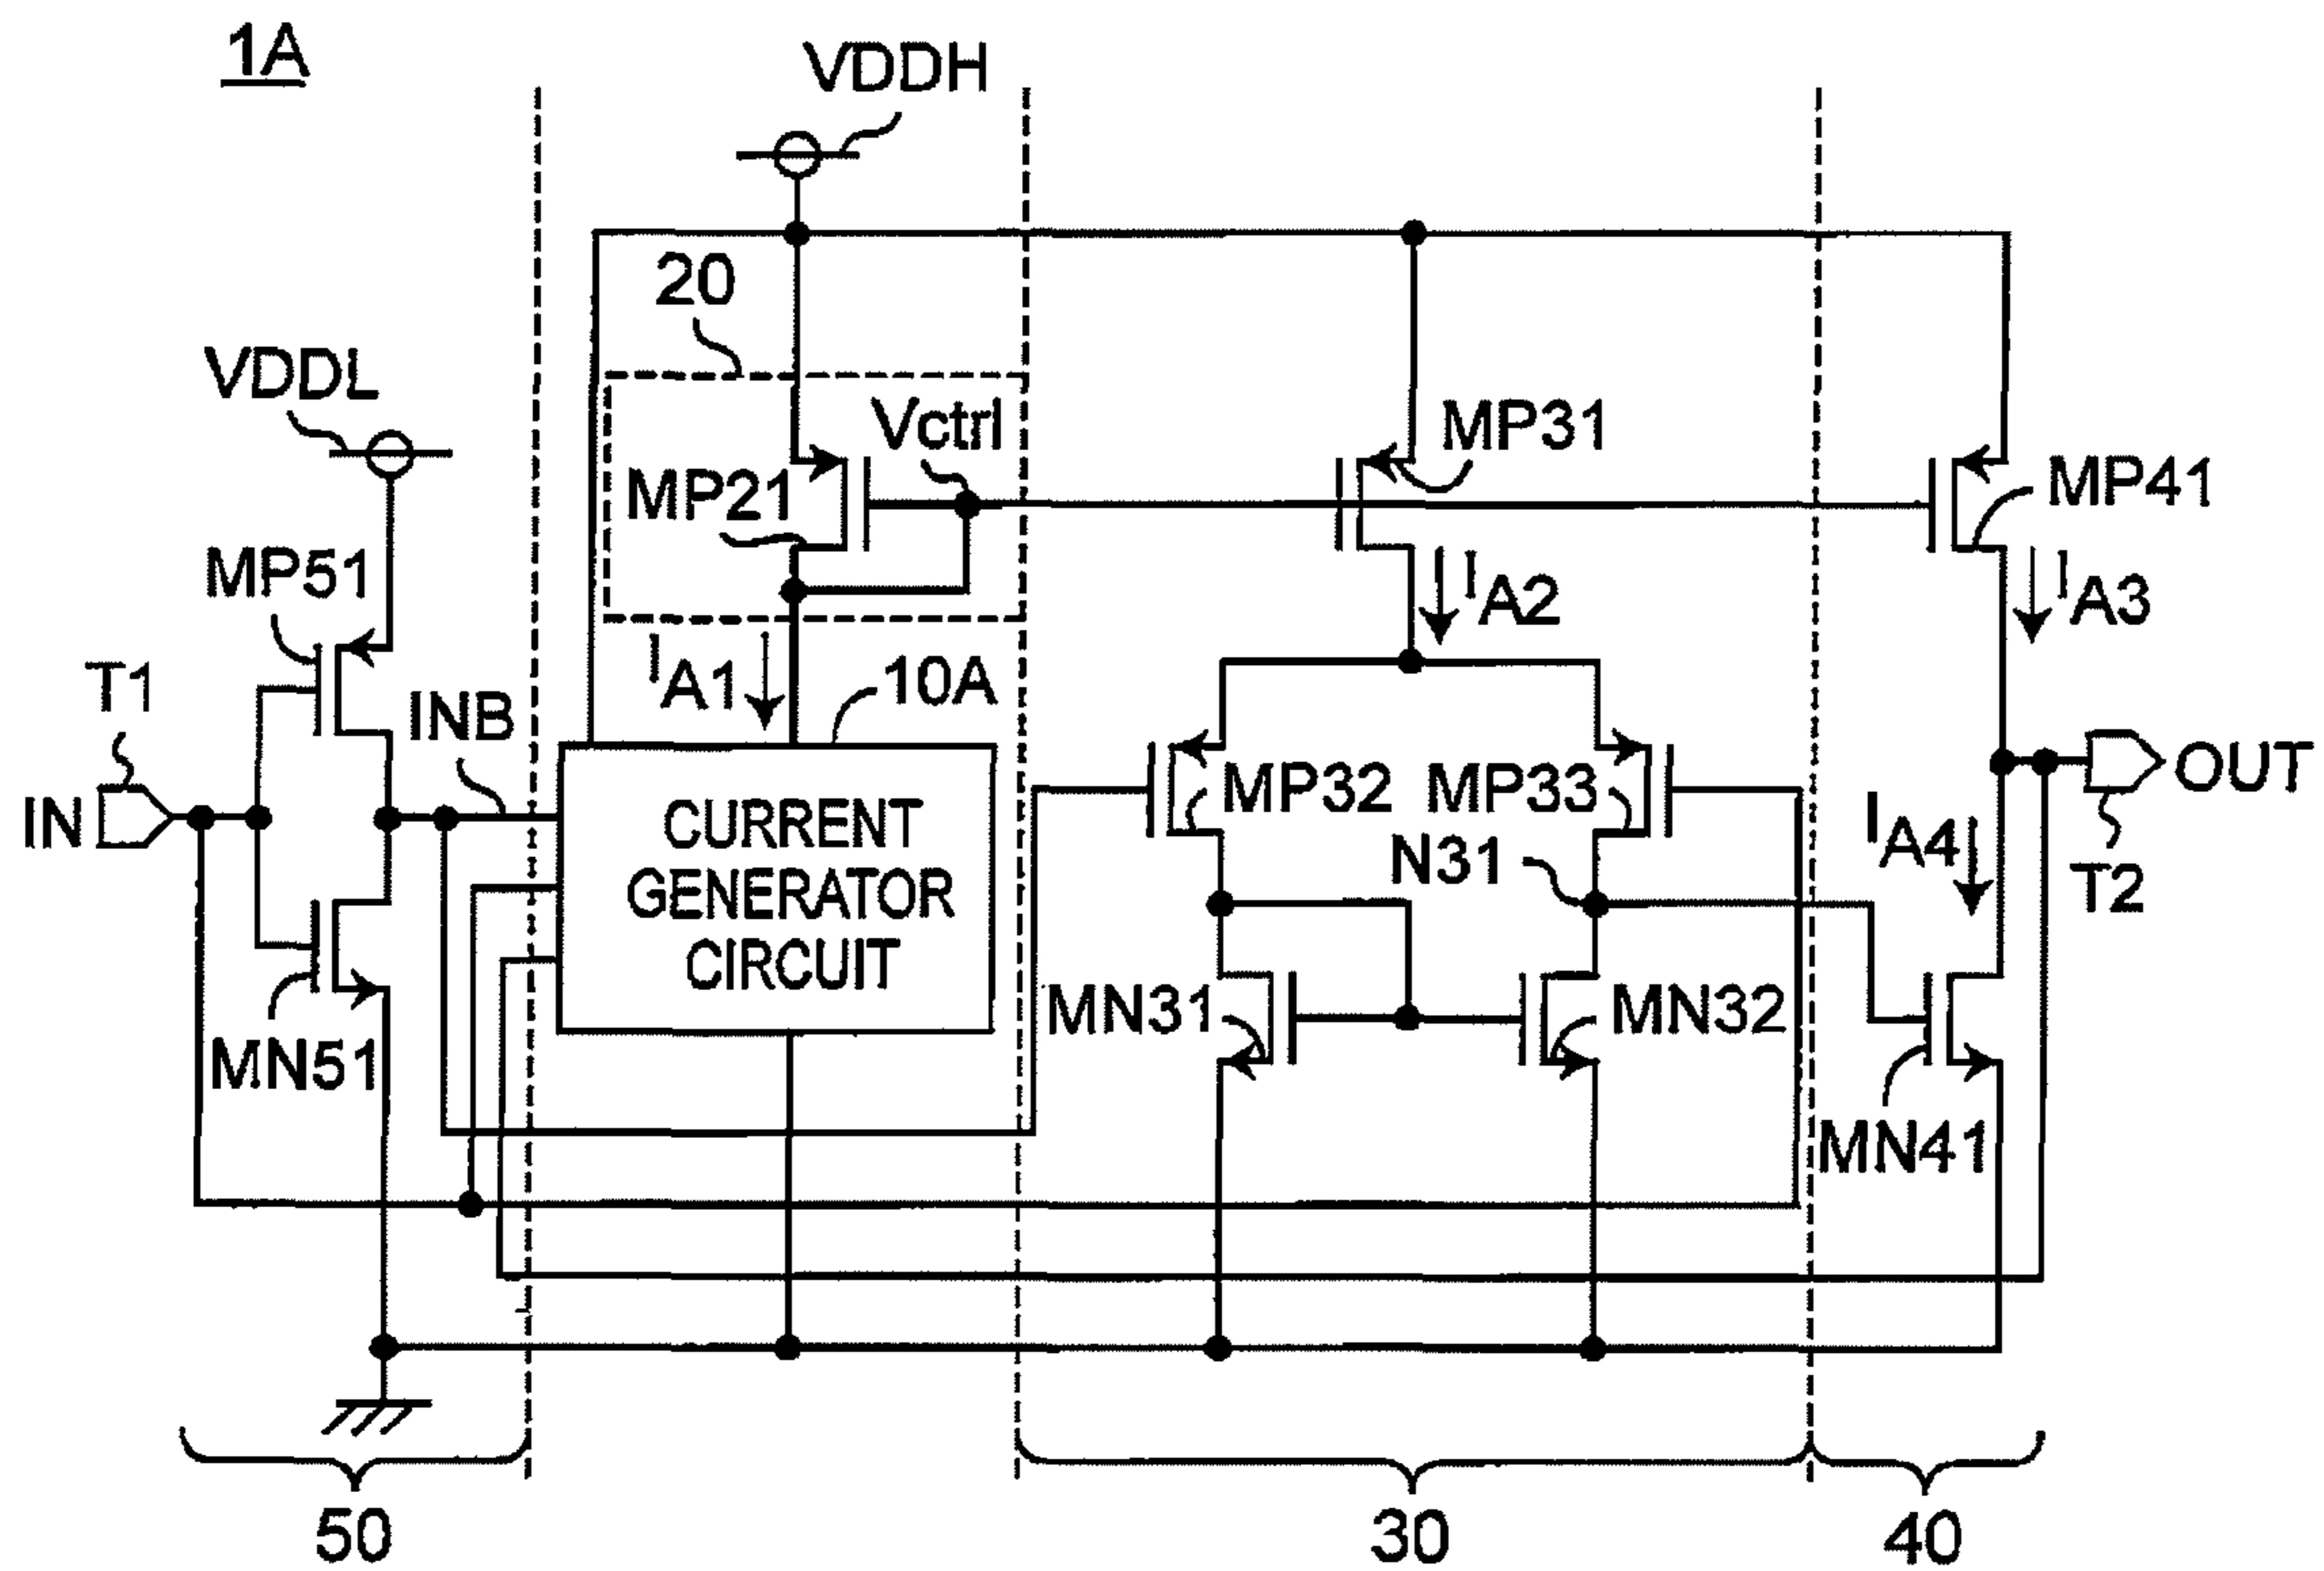 1A
VDDH
20
VDDL
Vctrl
MP31
MP21
MP41
MP51
IA2
IA3
T1
IA1
10A
INB
IN
CURRENT
GENERATOR
CIRCUIT
MP32
MP33
OUT
N31
IA4
T2
MN31
MN32
MN51
MN41
50
30
40